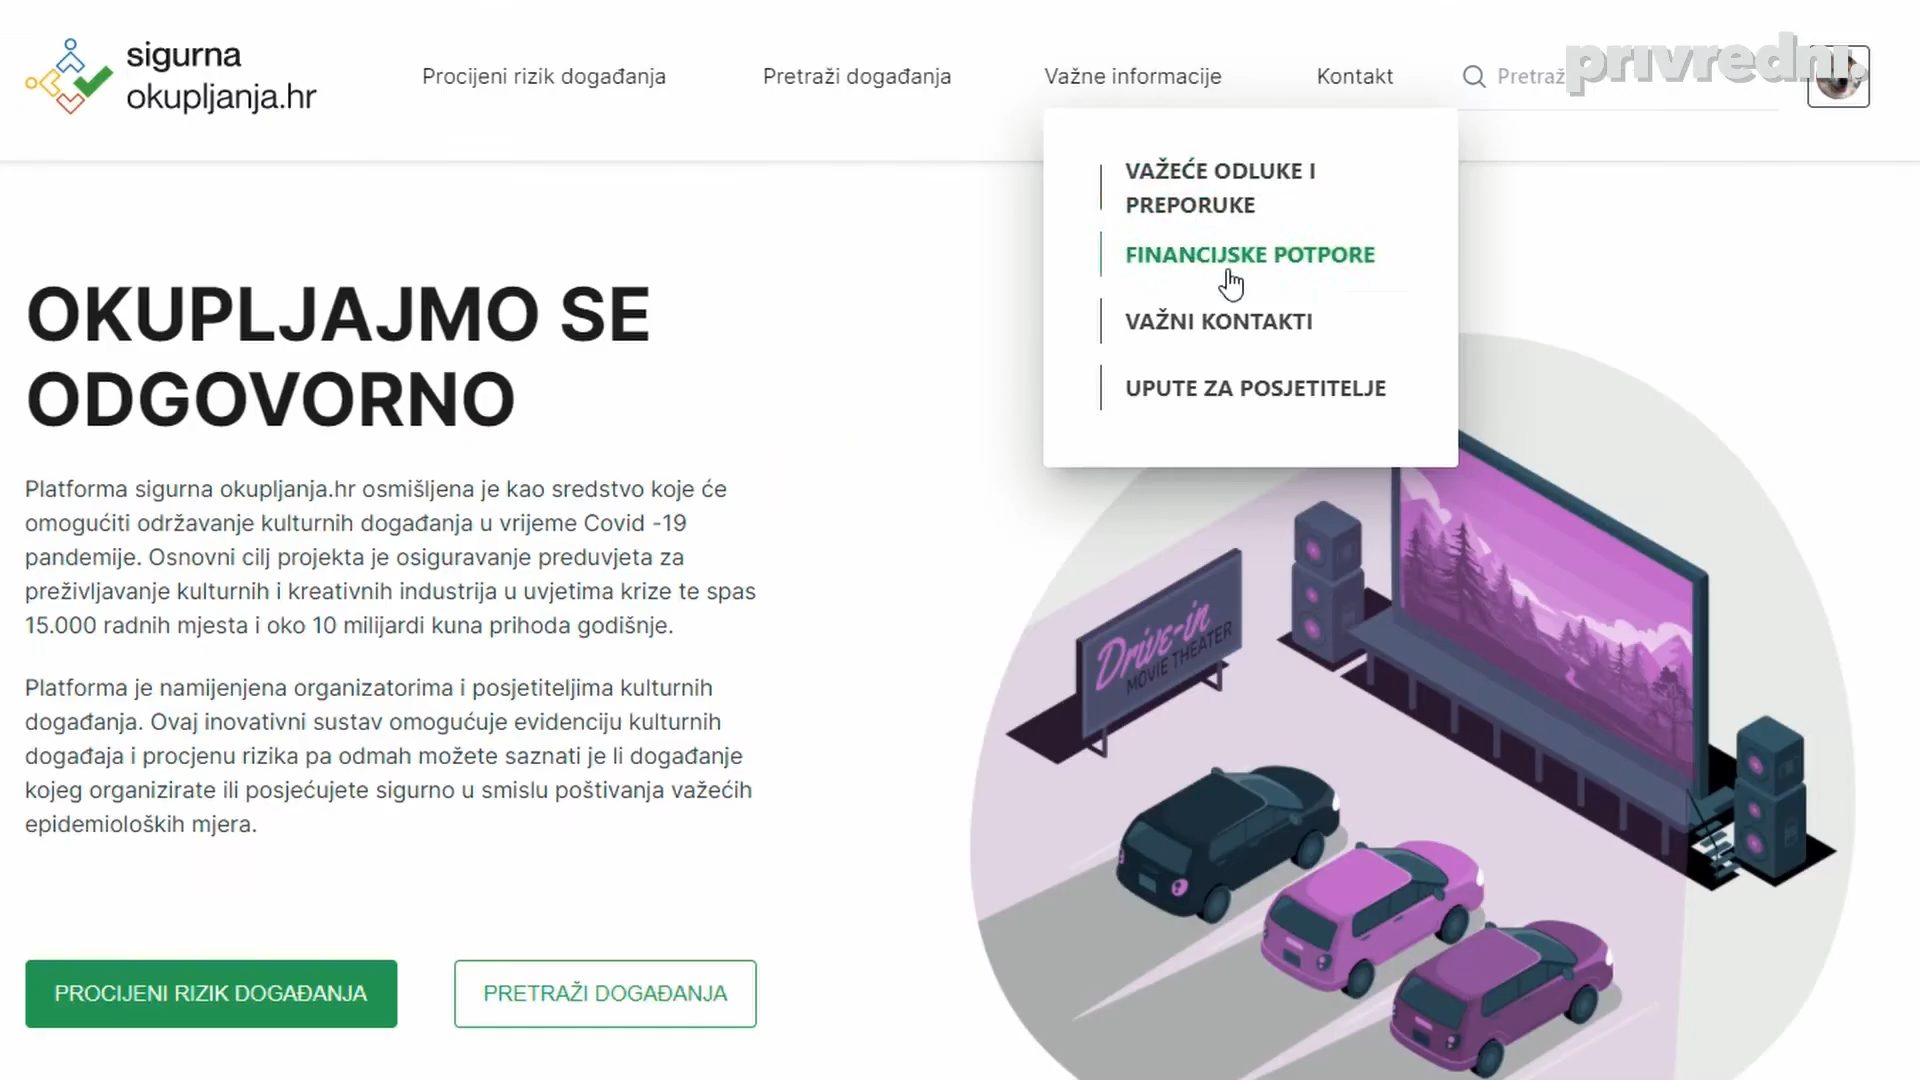 sigurna
okupljanja.hr
Procijeni rizik događanja
Pretraži događanja
Važne informacije
Kontakt
privredni.
VAŽEĆE ODLUKE I
PREPORUKE
FINANCIJSKE POTPORE
VAŽNI KONTAKTI
UPUTE ZA POSJETITELJE
OKUPLJAJMO SE
ODGOVORNO
Platforma sigurna okupljanja.hr osmišljena je kao sredstvo koje će
omogućiti održavanje kulturnih događanja u vrijeme Covid -19
pandemije. Osnovni cilj projekta je osiguravanje preduvjeta za
preživljavanje kulturnih i kreativnih industrija u uvjetima krize te spas
15.000 radnih mjesta i oko 10 milijardi kuna prihoda godišnje.
Platforma je namijenjena organizatorima i posjetiteljima kulturnih
događanja. Ovaj inovativni sustav omogućuje evidenciju kulturnih
događaja i procjenu rizika pa odmah možete saznati je li događanje
kojeg organizirate ili posjećujete sigurno u smislu poštivanja važećih
epidemioloških mjera.
PROCIJENI RIZIK DOGAĐANJA
PRETRAŽI DOGAĐANJA
Drive-in
MOVIE THEATER